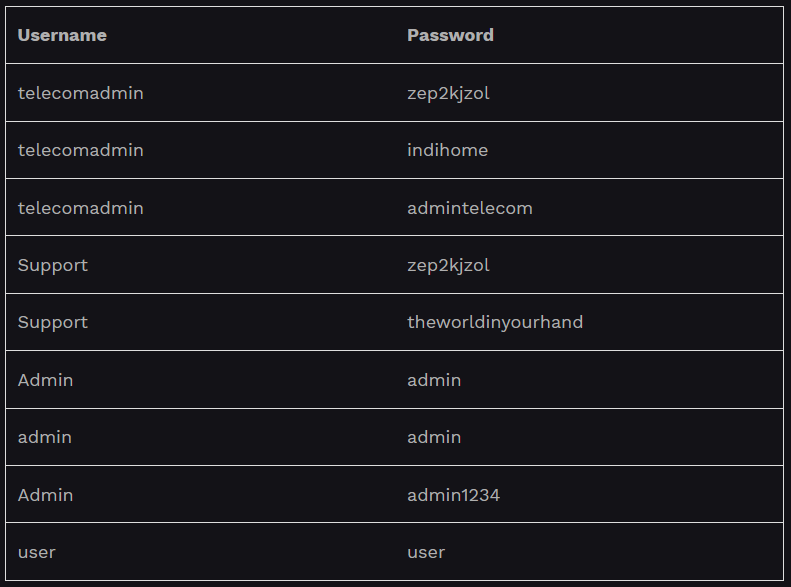 Username Password
telecomadmin zep2kjzol
telecomadmin indihome
telecomadmin admintelecom
Support zep2kjzol
Support theworldinyourhand
Admin admin
admin admin
Admin admin1234
user user